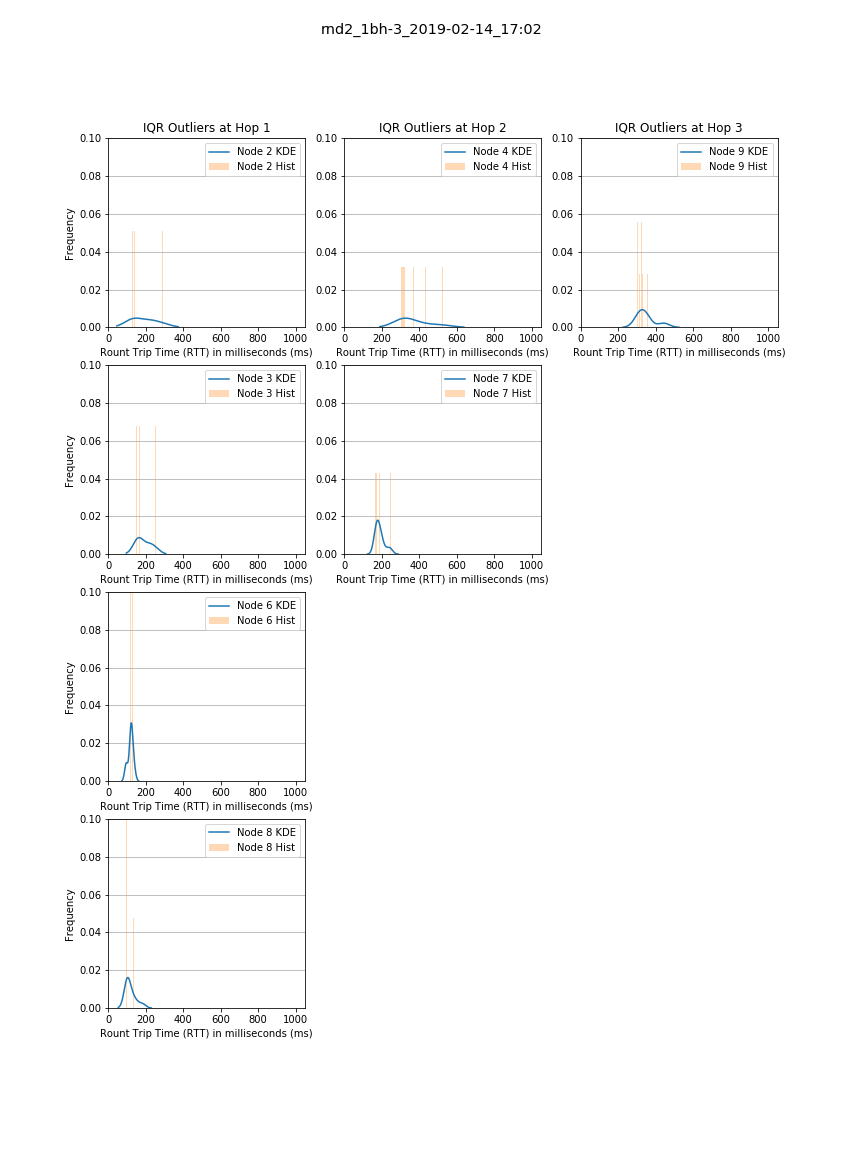 rnd2_1bh-3_2019-02-14_17:02
IQR Outliers at Hop 1
0.10
0.08
0.06
0.04
0.02
0.00
Frequency
Node 2 KDE
Node 2 Hist
0 200 400 600 800 1000
Rount Trip Time (RTT) in milliseconds (ms)
IQR Outliers at Hop 2
0.10
0.08
0.06
0.04
0.02
0.00
Node 4 KDE
Node 4 Hist
0 200 400 600 800 1000
Rount Trip Time (RTT) in milliseconds (ms)
IQR Outliers at Hop 3
0.10
0.08
0.06
0.04
0.02
0.00
Node 9 KDE
Node 9 Hist
0 200 400 600 800 1000
Rount Trip Time (RTT) in milliseconds (ms)
0.10
0.08
0.06
0.04
0.02
0.00
Frequency
Node 3 KDE
Node 3 Hist
0 200 400 600 800 1000
Rount Trip Time (RTT) in milliseconds (ms)
0.10
0.08
0.06
0.04
0.02
0.00
Node 7 KDE
Node 7 Hist
0 200 400 600 800 1000
Rount Trip Time (RTT) in milliseconds (ms)
0.10
0.08
0.06
0.04
0.02
0.00
Frequency
Node 6 KDE
Node 6 Hist
0 200 400 600 800 1000
Rount Trip Time (RTT) in milliseconds (ms)
0.10
0.08
0.06
0.04
0.02
0.00
Frequency
Node 8 KDE
Node 8 Hist
0 200 400 600 800 1000
Rount Trip Time (RTT) in milliseconds (ms)